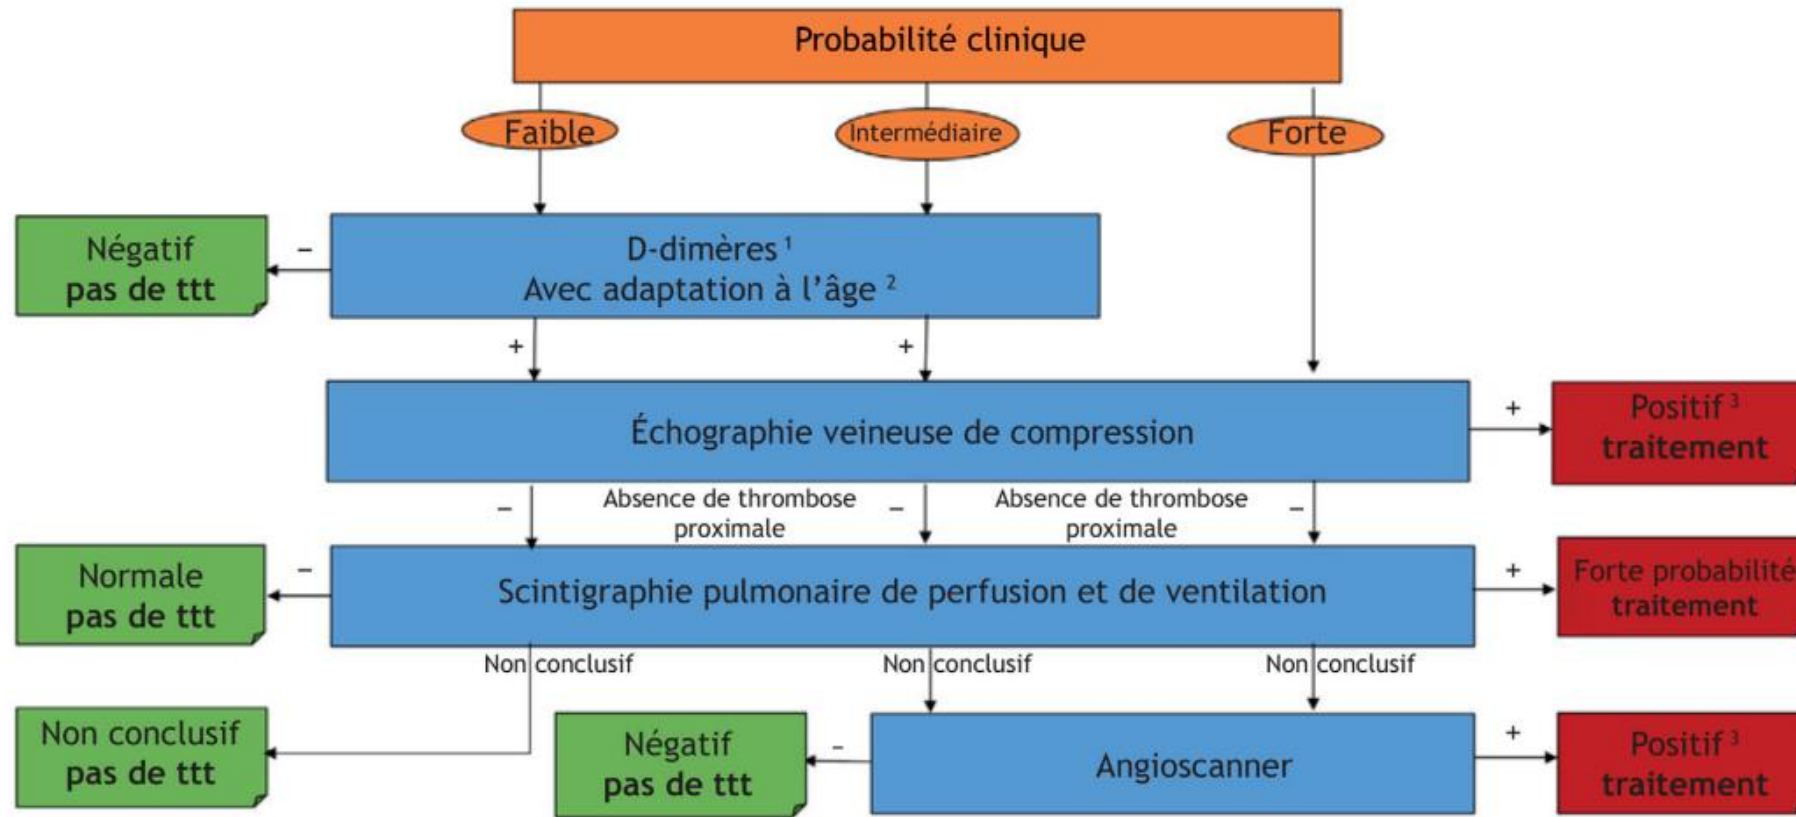 Probabilité clinique
Faible
Intermédiaire
Forte
Négatif
pas de ttt
–
D-dimères ¹
Avec adaptation à l’âge ²
+
+
Échographie veineuse de compression
+
Positif ³
traitement
–
Absence de thrombose
proximale
–
Absence de thrombose
proximale
–
Normale
pas de ttt
–
Scintigraphie pulmonaire de perfusion et de ventilation
+
Forte probabilité
traitement
Non conclusif
Non conclusif
Non conclusif
Non conclusif
pas de ttt
Négatif
pas de ttt
–
Angioscanner
+
Positif ³
traitement